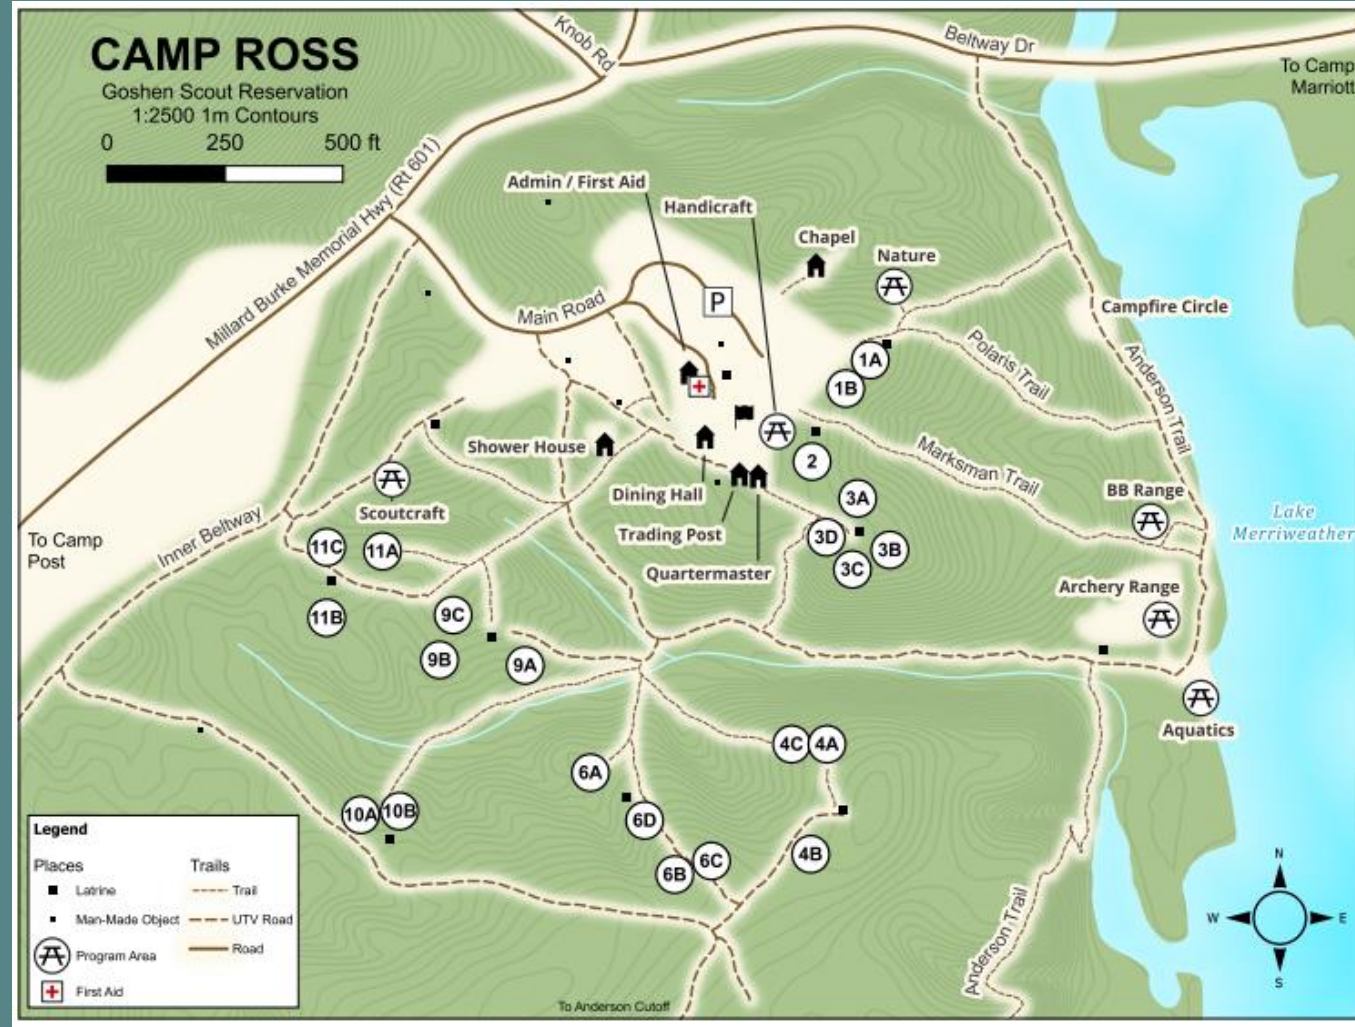 CAMP ROSS
Goshen Scout Reservation
1:2500 1m Contours
0 250 500 ft
Knob Rd
Beltway Dr
To Camp
Marriott
Millard Burke Memorial Hwy (Rt 601)
Admin / First Aid
Handicraft
Chapel
Nature
Main Road
P
Campfire Circle
1A
1B
Polaris Trail
Anderson Trail
Shower House
2
Marksman Trail
Dining Hall
Trading Post
Quartermaster
3A
3D
3B
3C
BB Range
Lake
Merriweather
Archery Range
Scoutcraft
Inner Beltway
To Camp
Post
11C
11A
11B
9C
9B
9A
Aquatics
4C
4A
6A
10A
10B
6D
4B
6C
6B
Anderson Trail
To Anderson Cutoff
Legend
Places Trails
Latrine Trail
Man-Made Object UTV Road
Program Area Road
First Aid
N
W E
S